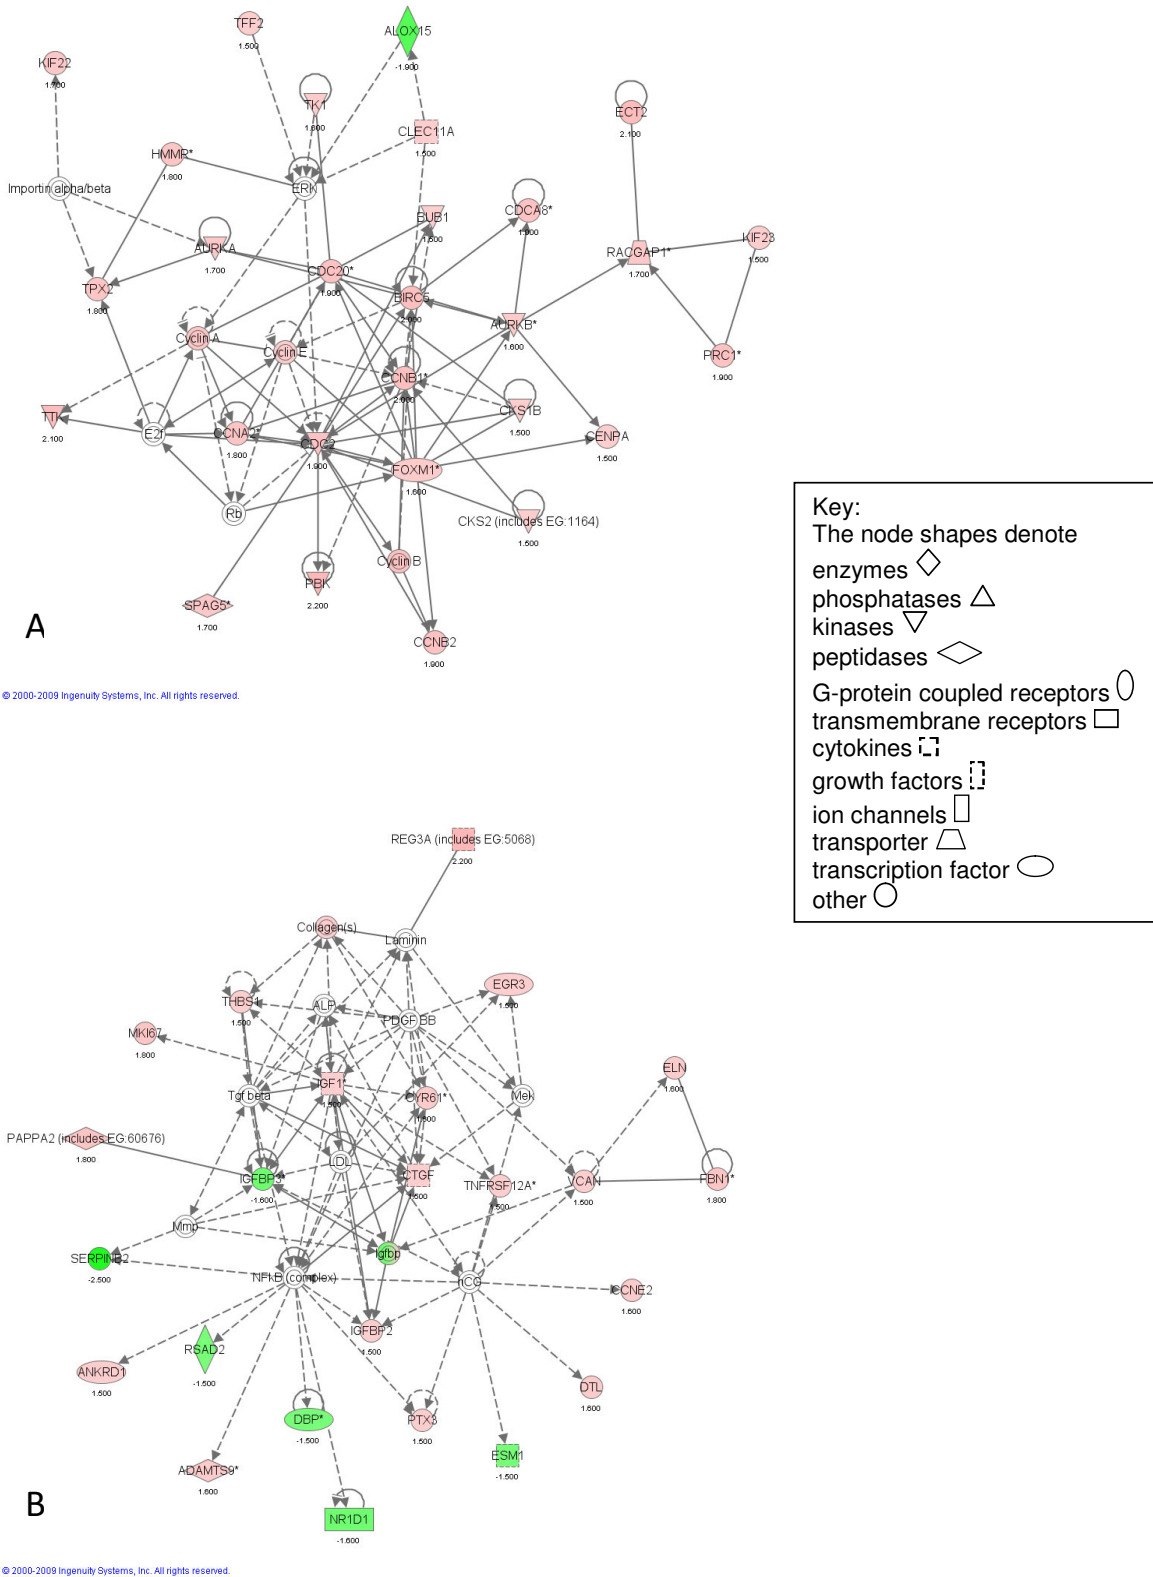 TFF2
1.500
ALOX15
-1.900
KIF22
1.700
TK1
1.800
CLEC11A
1.500
ECT2
2.100
HMMR*
1.800
Importin alpha/beta
ERK
BUB1
1.500
CDCA8*
1.900
AURKA
1.700
RACGAP1*
1.700
KIF23
1.500
CDC20*
1.900
TPX2
1.800
BIRC5
2.000
AURKB*
1.600
Cyclin A
Cyclin E
PRC1*
1.900
CCNB1*
2.000
TTK
2.100
E2f
CCNA2*
1.800
CDC2
1.900
CKS1B
1.500
CENPA
1.500
FOXM1*
1.600
Rb
CKS2 (includes EG:1164)
1.500
Cyclin B
PBK
2.200
SPAG5*
1.700
CCNB2
1.900
A
© 2000-2009 Ingenuity Systems, Inc. All rights reserved.
Key:
The node shapes denote
enzymes
phosphatases
kinases
peptidases
G-protein coupled receptors
transmembrane receptors
cytokines
growth factors
ion channels
transporter
transcription factor
other
REG3A (includes EG:5068)
2.200
Collagen(s)
Laminin
EGR3
1.500
THBS1
1.500
ALP
PDGF BB
MKI67
1.800
ELN
1.600
Tgf beta
IGF1*
1.500
CYR61*
1.500
Mek
PAPPA2 (includes EG:60676)
1.800
LDL
IGFBP3*
-1.600
CTGF
1.500
TNFRSF12A*
1.500
VCAN
1.500
FBN1*
1.800
Mmp
SERPINB2
-2.500
Igfbp
NFkB (complex)
hCG
CCNE2
1.600
IGFBP2
1.500
RSAD2
-1.500
ANKRD1
1.500
DTL
1.600
DBP*
-1.500
PTX3
1.500
ESM1
-1.500
ADAMTS9*
1.600
NR1D1
-1.600
B
© 2000-2009 Ingenuity Systems, Inc. All rights reserved.